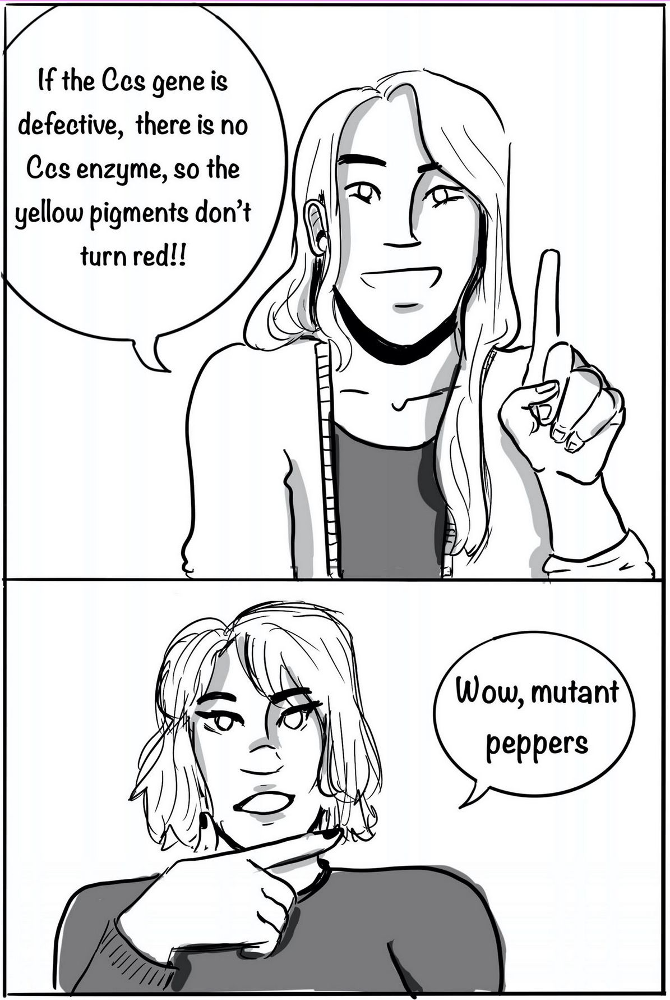 If the Ccs gene is
defective, there is no
Ccs enzyme, so the
yellow pigments don't
turn red!!
Wow, mutant
peppers